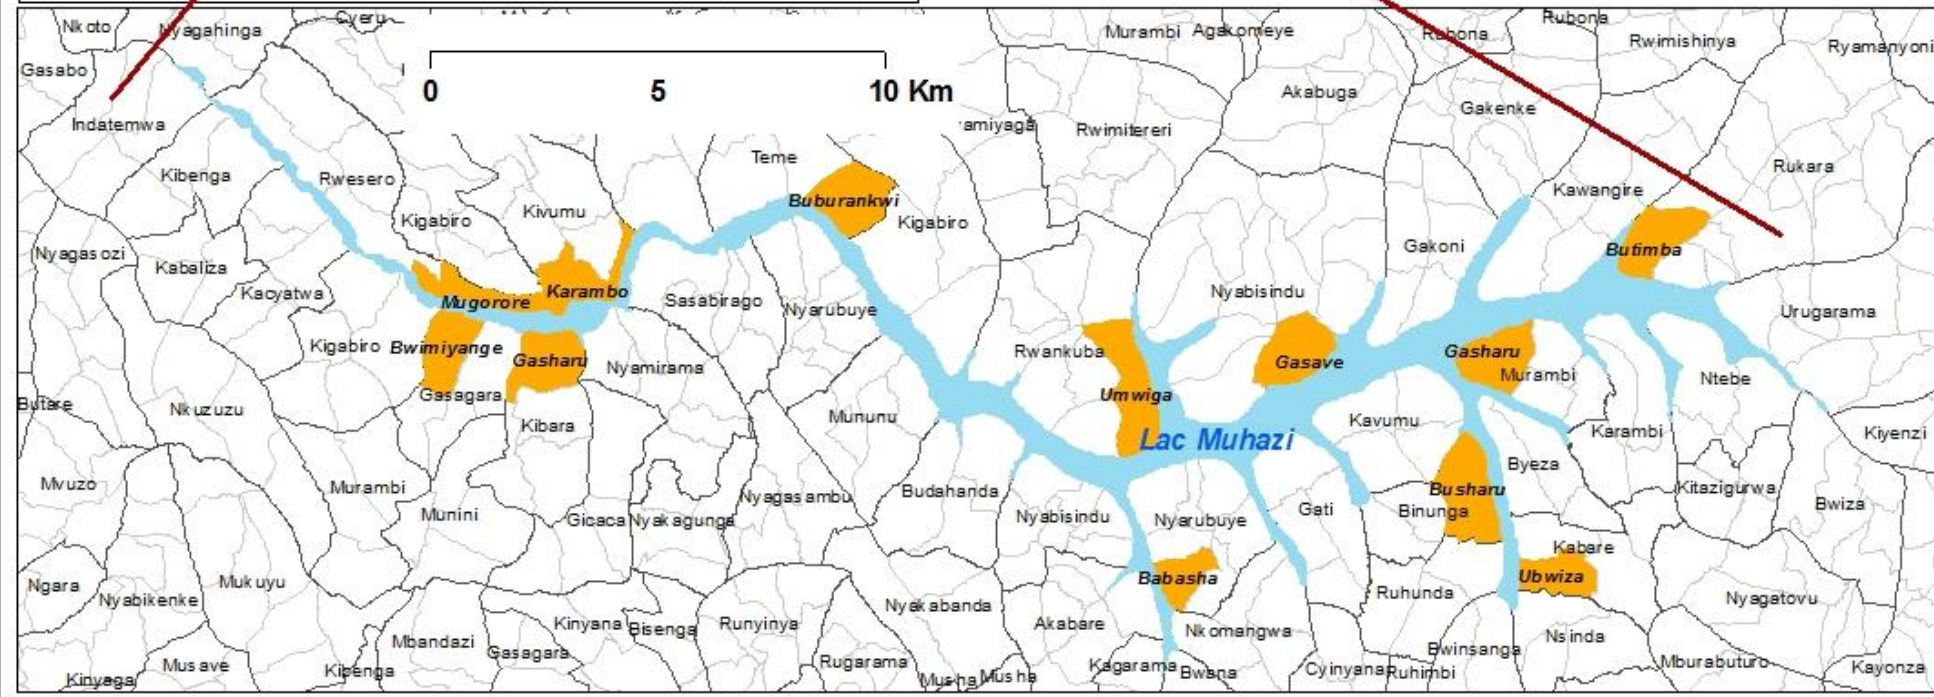 Nkoto
Nyagahinga
Cyeru
Rubona
Murambi
Agakomeye
Rubona
Rwimishinya
Ryamanyoni
Gasabo
0
5
10 Km
Akabuga
Gakenke
Indatemwa
Rwimitereri
Teme
Rukara
Kibenga
Rwesero
Kawangire
Buburankwi
Kivumu
Kigabiro
Kigabiro
Nyagasozi
Gakoni
Butimba
Kabaliza
Kacyatwa
Karambo
Mugorore
Sasabirago
Nyarubuye
Nyabisindu
Urugarama
Kigabiro
Bwimiyange
Gasharu
Nyamirama
Rwankuba
Gasave
Gasharu
Murambi
Ntebe
Gasagara
Umwiga
Butare
Nkuzuzu
Kibara
Mununu
Kavumu
Lac Muhazi
Karambi
Kiyenzi
Mvuzo
Murambi
Byeza
Nyagasambu
Budahanda
Busharu
Kitazigurwa
Bwiza
Munini
Gicaca
Nyakagunga
Nyabisindu
Nyarubuye
Gati
Binunga
Kabare
Ngara
Mukuyu
Babasha
Ubwiza
Nyabikenke
Nyakabanda
Ruhunda
Nyagatovu
Kinyana
Bisenga
Runyinya
Akabare
Nkomangwa
Nsinda
Mbandazi
Gasagara
Bwinsanga
Musave
Kibenga
Rugarama
Kagarama
Bwana
Cyinyana
Ruhimbi
Mburabuturo
Kayonza
Kinyaga
Musha
Musha